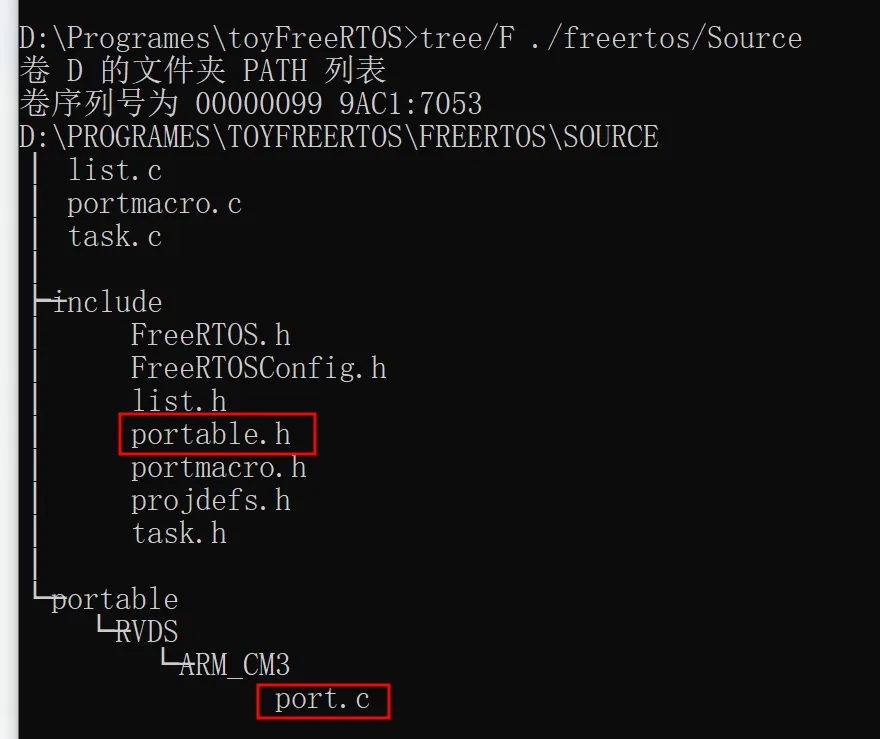 D:\Programes\toyFreeRTOS>tree/F ./freertos/Source
卷 D 的文件夹 PATH 列表
卷序列号为 00000099 9AC1:7053
D:\PROGRAMES\TOYFREERTOS\FREERTOS\SOURCE
│  list.c
│  portmacro.c
│  task.c
│
├─include
│      FreeRTOS.h
│      FreeRTOSConfig.h
│      list.h
│      portable.h
│      portmacro.h
│      projdefs.h
│      task.h
│
└─portable
    └─RVDS
        └─ARM_CM3
                port.c